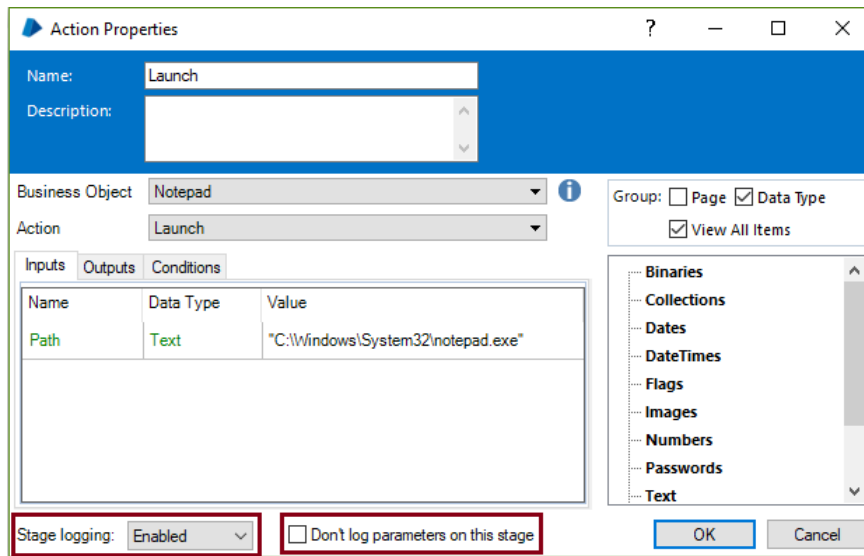 Action Properties
?
Name: Launch
Description:
Business Object Notepad
Action Launch
Group: Page Data Type
View All Items
Inputs Outputs Conditions
Name Data Type Value
Path Text "C:\Windows\System32\notepad.exe"
Binaries
Collections
Dates
DateTimes
Flags
Images
Numbers
Passwords
Text
Stage logging: Enabled Don't log parameters on this stage OK Cancel